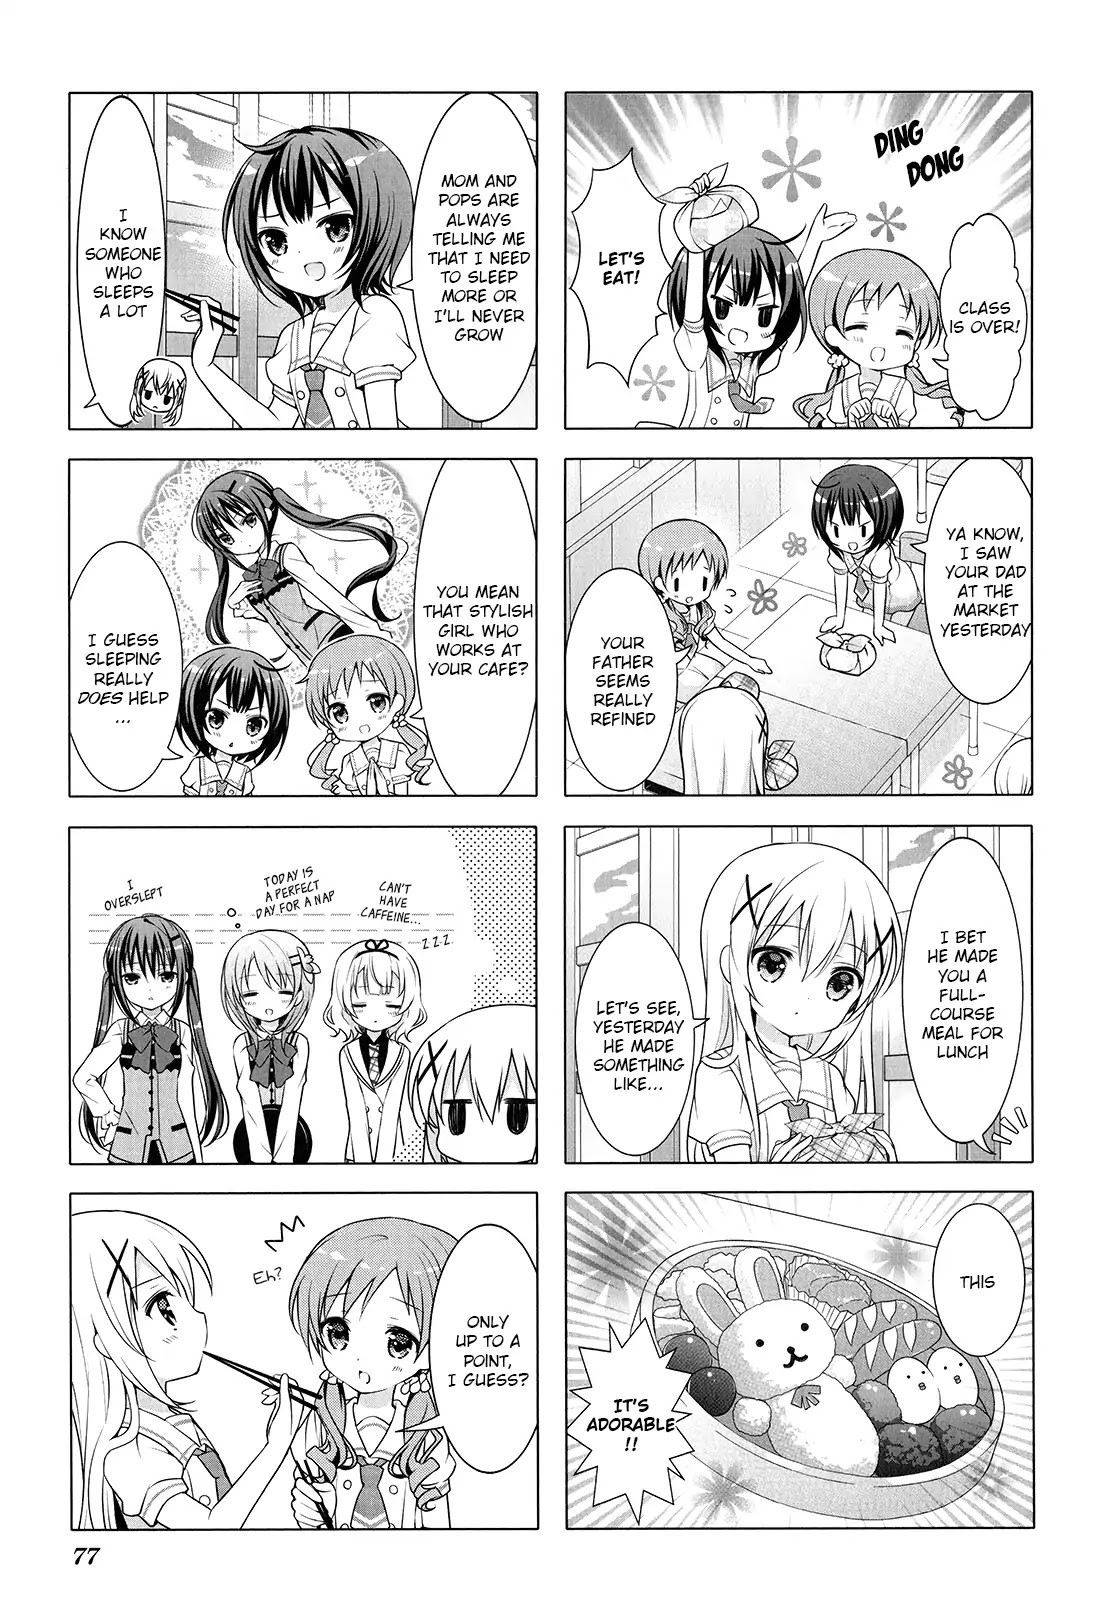 DING
DONG
CLASS
IS OVER!
LET'S
EAT!
YA KNOW,
I SAW
YOUR DAD
AT THE
MARKET
YESTERDAY
YOUR
FATHER
SEEMS
REALLY
REFINED
I BET
HE MADE
YOU A
FULL-
COURSE
MEAL FOR
LUNCH
LET'S SEE,
YESTERDAY
HE MADE
SOMETHING
LIKE...
THIS
IT'S
ADORABLE
!!
MOM AND
POPS ARE
ALWAYS
TELLING ME
THAT I NEED
TO SLEEP
MORE OR
I'LL NEVER
GROW
I
KNOW
SOMEONE
WHO
SLEEPS
A LOT
YOU MEAN
THAT STYLISH
GIRL WHO
WORKS AT
YOUR CAFE?
I GUESS
SLEEPING
REALLY
DOES HELP
...
I
OVERSLEPT
TODAY IS
A PERFECT
DAY FOR A NAP
CAN'T
HAVE
CAFFEINE...
Z Z Z
ONLY
UP TO A
POINT,
I GUESS?
Eh?
77